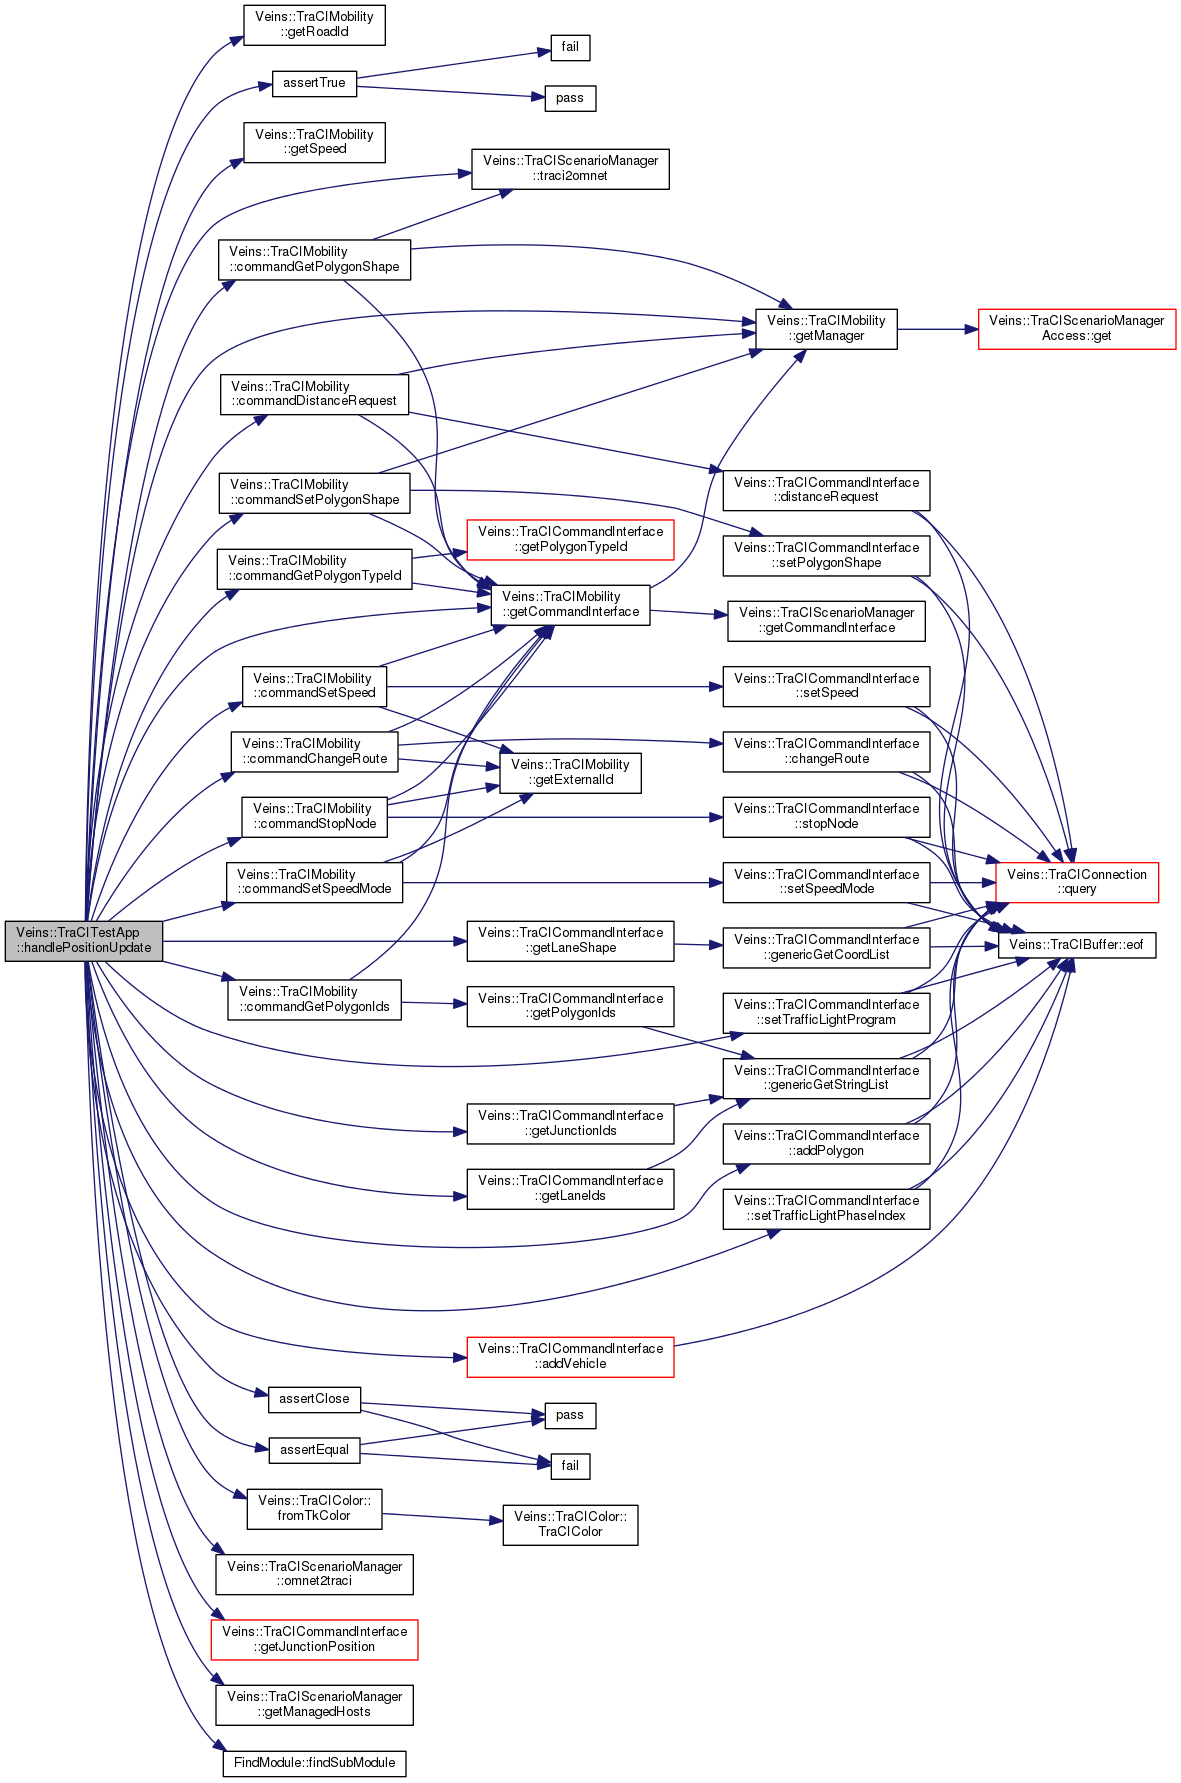 Veins::TraCIMobility
::getRoadId
fail
assertTrue
pass
Veins::TraCIMobility
::getSpeed
Veins::TraCIScenarioManager
::traci2omnet
Veins::TraCIMobility
::commandGetPolygonShape
Veins::TraCIMobility
::getManager
Veins::TraCIScenarioManager
Access::get
Veins::TraCIMobility
::commandDistanceRequest
Veins::TraCIMobility
::commandSetPolygonShape
Veins::TraCICommandInterface
::distanceRequest
Veins::TraCICommandInterface
::getPolygonTypeId
Veins::TraCICommandInterface
::setPolygonShape
Veins::TraCIMobility
::commandGetPolygonTypeId
Veins::TraCIMobility
::getCommandInterface
Veins::TraCIScenarioManager
::getCommandInterface
Veins::TraCIMobility
::commandSetSpeed
Veins::TraCICommandInterface
::setSpeed
Veins::TraCIMobility
::commandChangeRoute
Veins::TraCICommandInterface
::changeRoute
Veins::TraCIMobility
::getExternalId
Veins::TraCIMobility
::commandStopNode
Veins::TraCICommandInterface
::stopNode
Veins::TraCIMobility
::commandSetSpeedMode
Veins::TraCICommandInterface
::setSpeedMode
Veins::TraCIConnection
::query
Veins::TraCITestApp
::handlePositionUpdate
Veins::TraCICommandInterface
::getLaneShape
Veins::TraCICommandInterface
::genericGetCoordList
Veins::TraCIBuffer::eof
Veins::TraCIMobility
::commandGetPolygonIds
Veins::TraCICommandInterface
::getPolygonIds
Veins::TraCICommandInterface
::setTrafficLightProgram
Veins::TraCICommandInterface
::genericGetStringList
Veins::TraCICommandInterface
::getJunctionIds
Veins::TraCICommandInterface
::addPolygon
Veins::TraCICommandInterface
::getLaneIds
Veins::TraCICommandInterface
::setTrafficLightPhaseIndex
Veins::TraCICommandInterface
::addVehicle
assertClose
pass
assertEqual
fail
Veins::TraCIColor::
fromTkColor
Veins::TraCIColor::
TraCIColor
Veins::TraCIScenarioManager
::omnet2traci
Veins::TraCICommandInterface
::getJunctionPosition
Veins::TraCIScenarioManager
::getManagedHosts
FindModule::findSubModule